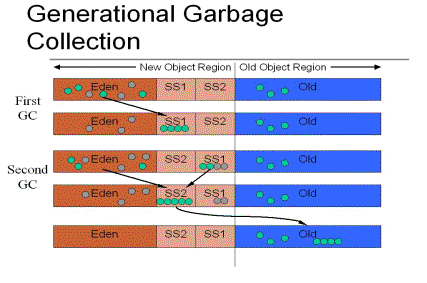 Generational Garbage
Collection
New Object Region Old Object Region
Eden SS1 SS2 Old
First
GC
Eden SS1 SS2 Old
Second
GC
Eden SS2 SS1 Old
Eden SS2 SS1 Old
Eden SS2 SS1 Old